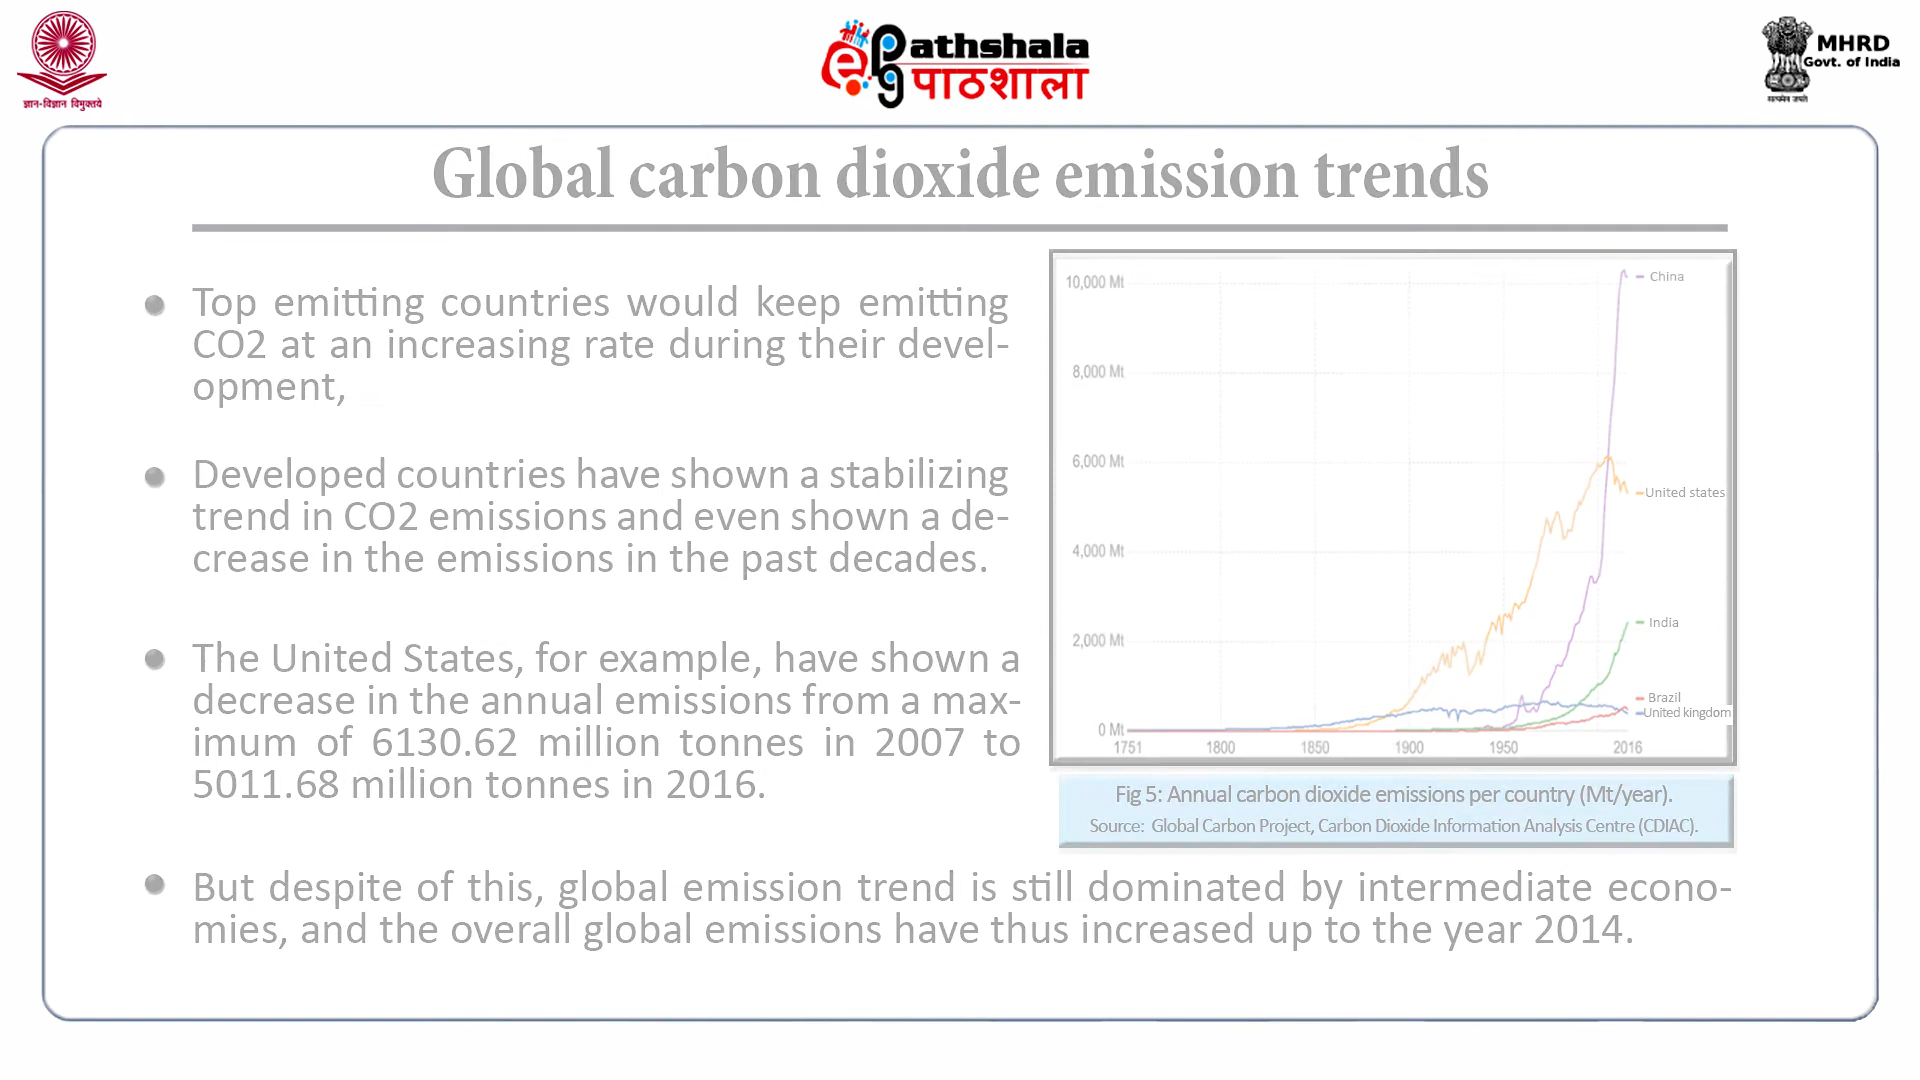 ज्ञान-विज्ञान विमुक्तये
ePG Pathshala
पाठशाला
MHRD
Govt. of India
सत्यमेव जयते
Global carbon dioxide emission trends
Top emitting countries would keep emitting
CO2 at an increasing rate during their devel-
opment,
Developed countries have shown a stabilizing
trend in CO2 emissions and even shown a de-
crease in the emissions in the past decades.
The United States, for example, have shown a
decrease in the annual emissions from a max-
imum of 6130.62 million tonnes in 2007 to
5011.68 million tonnes in 2016.
But despite of this, global emission trend is still dominated by intermediate econo-
mies, and the overall global emissions have thus increased up to the year 2014.
10,000 Mt
8,000 Mt
6,000 Mt
4,000 Mt
2,000 Mt
0 Mt
1751 1800 1850 1900 1950 2016
China
United states
India
Brazil
United kingdom
Fig 5: Annual carbon dioxide emissions per country (Mt/year).
Source: Global Carbon Project, Carbon Dioxide Information Analysis Centre (CDIAC).